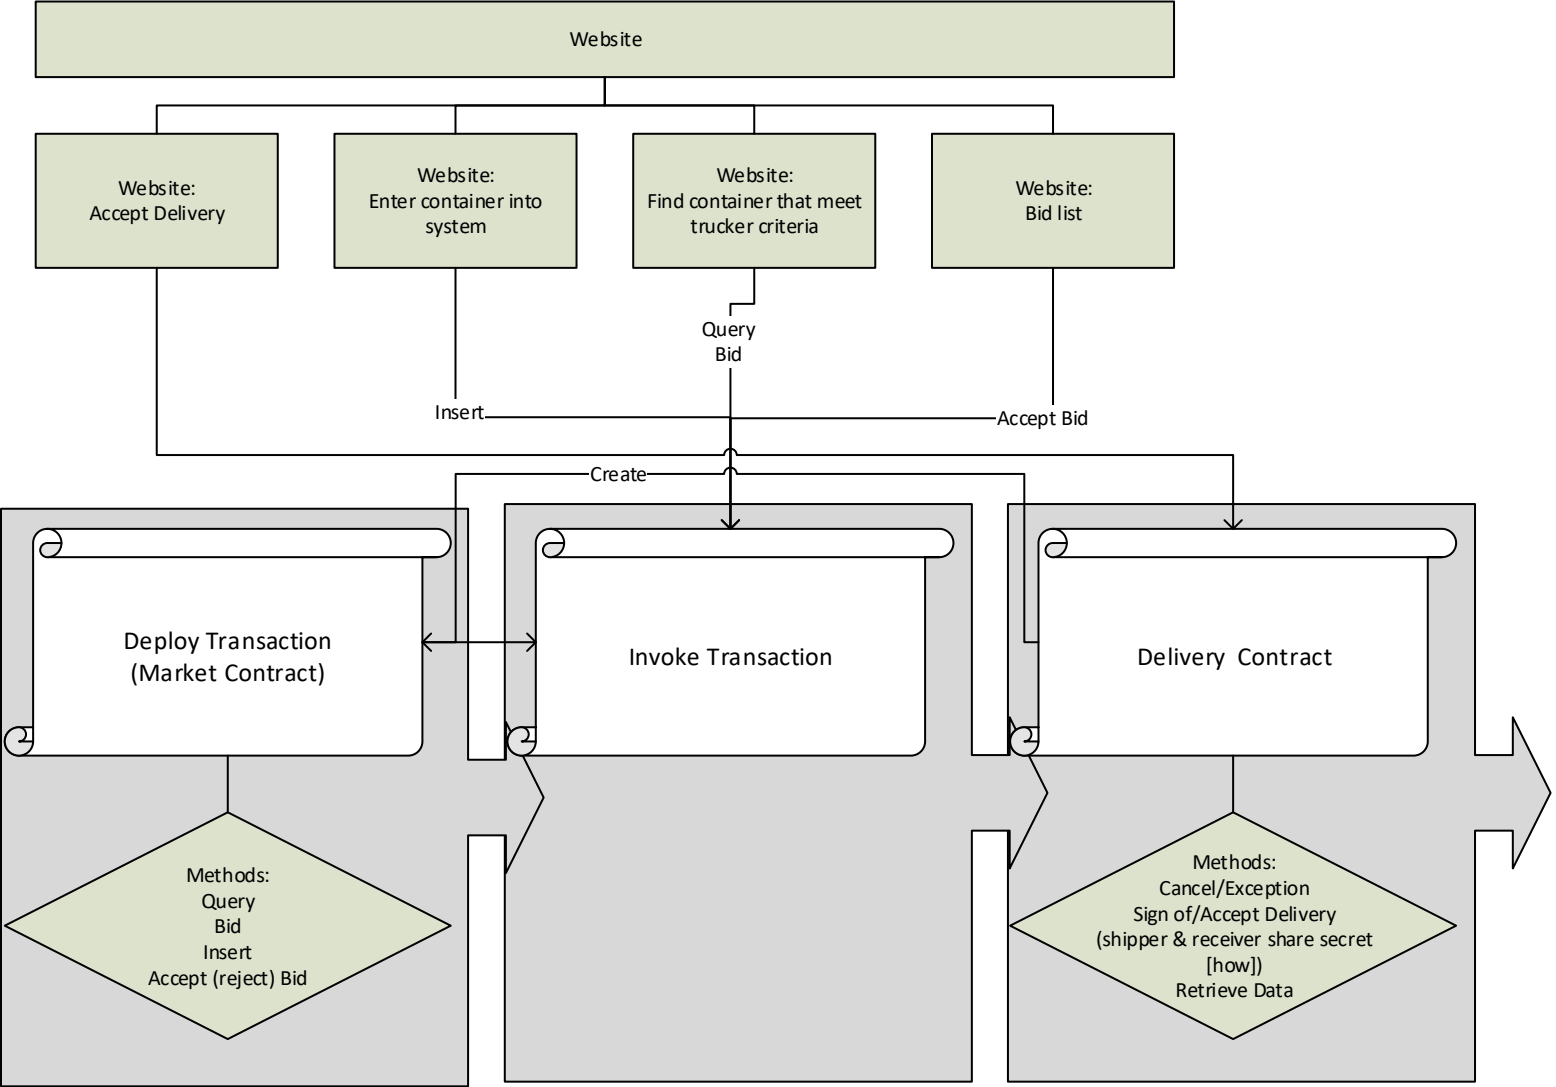 Website
Website:
Accept Delivery
Website:
Enter container into
system
Website:
Find container that meet
trucker criteria
Website:
Bid list
Query
Bid
Insert
Accept Bid
Create
Deploy Transaction
(Market Contract)
Invoke Transaction
Delivery  Contract
Methods:
Query
Bid
Insert
Accept (reject) Bid
Methods:
Cancel/Exception
Sign of/Accept Delivery
(shipper & receiver share secret
[how])
Retrieve Data